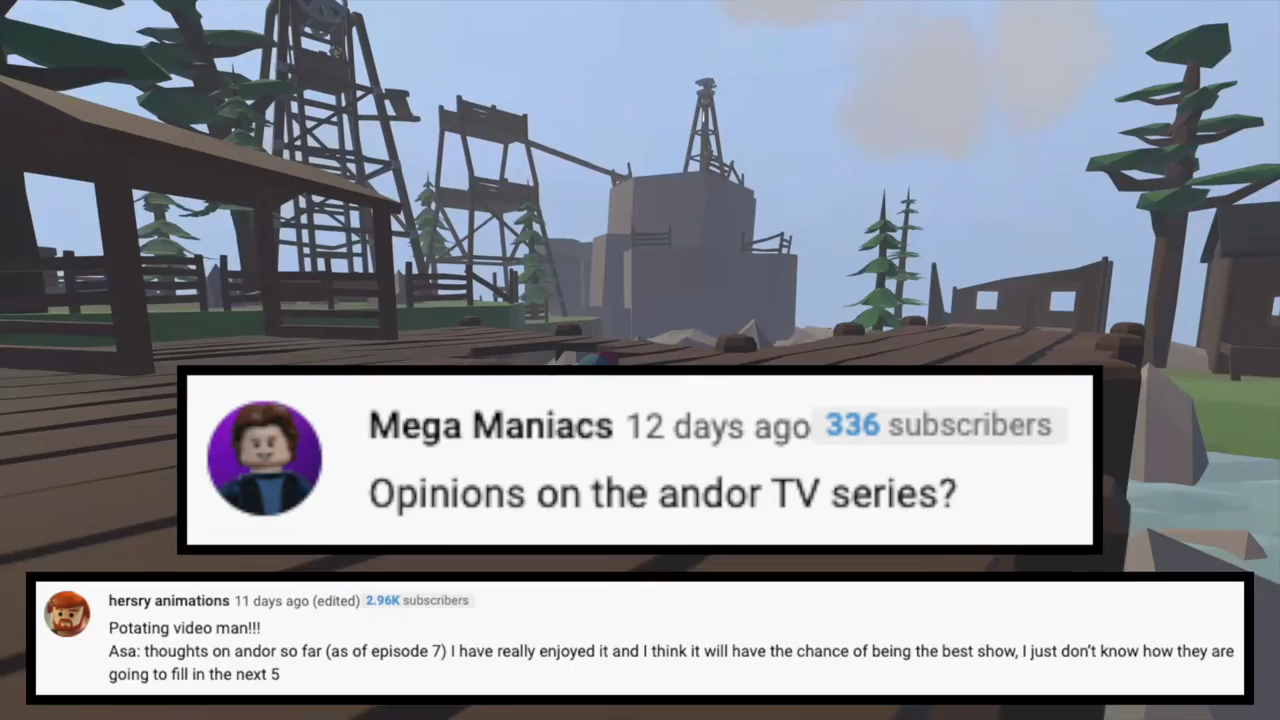 Mega Maniacs 12 days ago 336 subscribers
Opinions on the andor TV series?
hersry animations 11 days ago (edited) 2.96K subscribers
Potating video man!!!
Asa: thoughts on andor so far (as of episode 7) I have really enjoyed it and I think it will have the chance of being the best show, I just don't know how they are
going to fill in the next 5